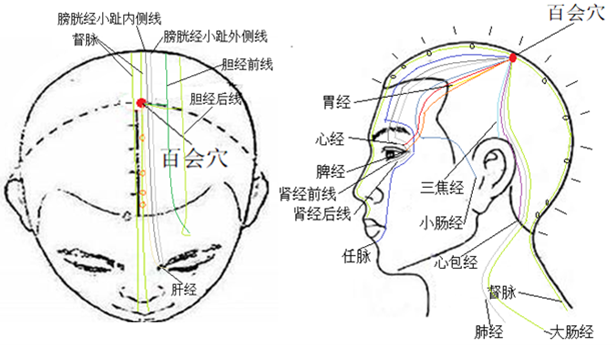 膀胱经小趾内侧线
膀胱经小趾外侧线
督脉
胆经前线
胆经后线
百会穴
肝经
百会穴
胃经
心经
脾经
肾经前线
肾经后线
三焦经
小肠经
任脉
心包经
督脉
肺经
大肠经